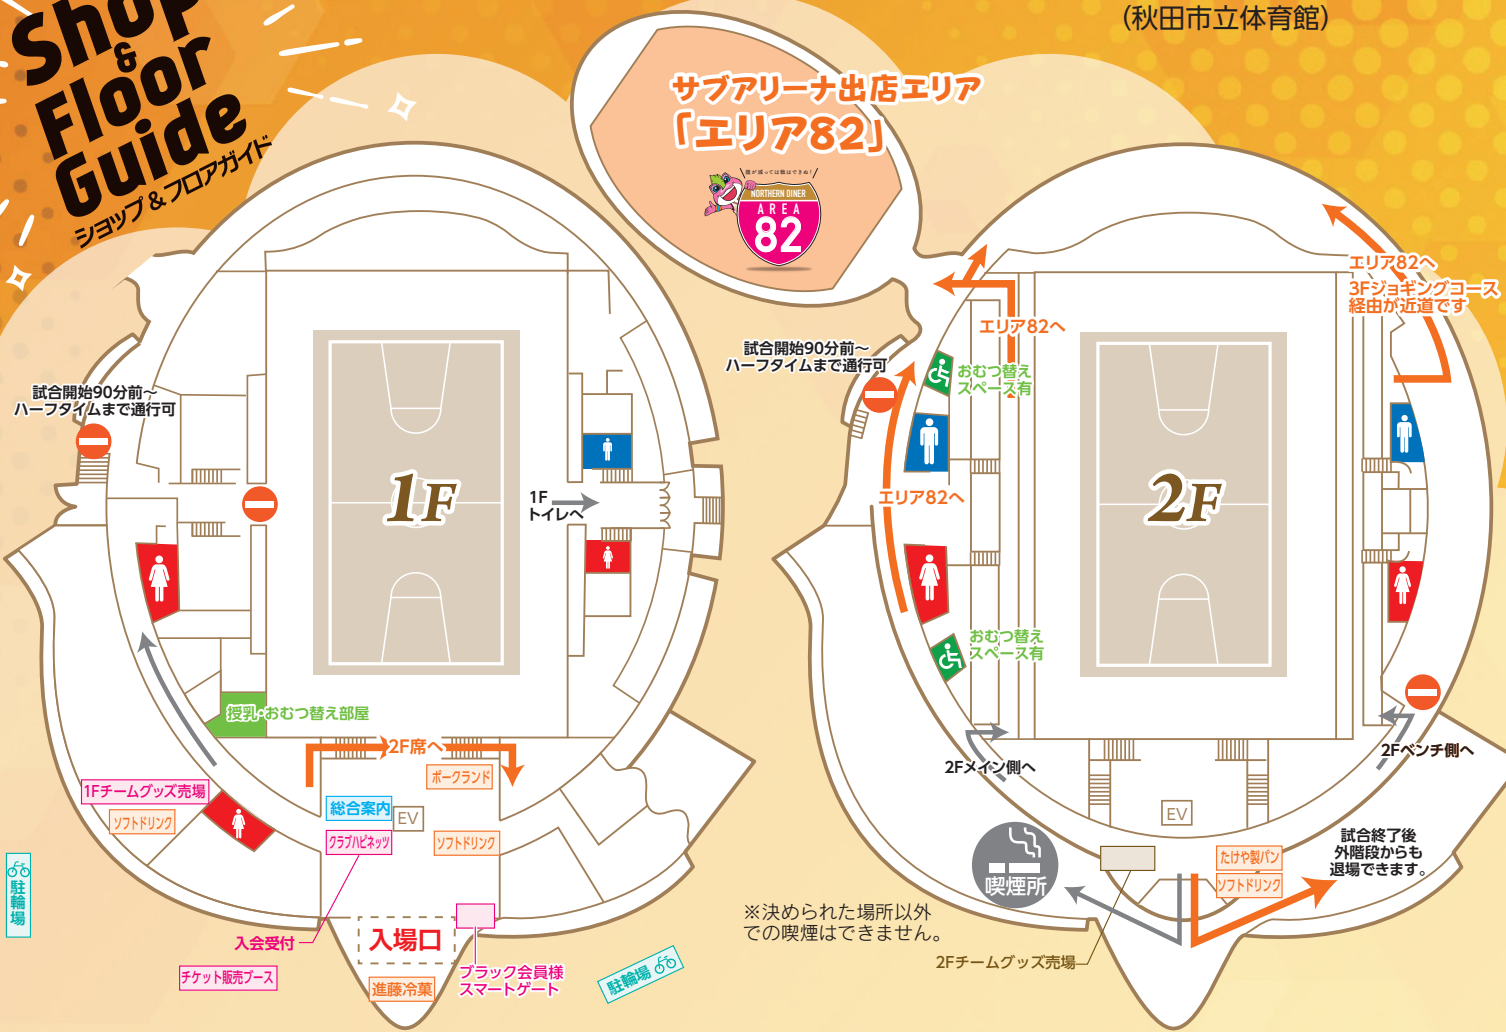 Shop
&
Floor
Guide
ショップ&フロアガイド
(秋田市立体育館)
サブアリーナ出店エリア
「エリア82」
腹が減っては戦はできぬ!
NORTHERN DINER
AREA
82
試合開始90分前〜
ハーフタイムまで通行可
1F
1F
トイレへ
授乳・おむつ替え部屋
2F席へ
ポークランド
1Fチームグッズ売場
ソフトドリンク
総合案内
EV
クラブハピネッツ
ソフトドリンク
駐輪場
入会受付
入場口
チケット販売ブース
進藤冷菓
ブラック会員様
スマートゲート
駐輪場
エリア82へ
3Fジョギングコース
経由が近道です
エリア82へ
試合開始90分前〜
ハーフタイムまで通行可
おむつ替え
スペース有
エリア82へ
2F
おむつ替え
スペース有
2Fメイン側へ
2Fベンチ側へ
EV
喫煙所
たけや製パン
ソフトドリンク
試合終了後
外階段からも
退場できます。
※決められた場所以外
での喫煙はできません。
2Fチームグッズ売場